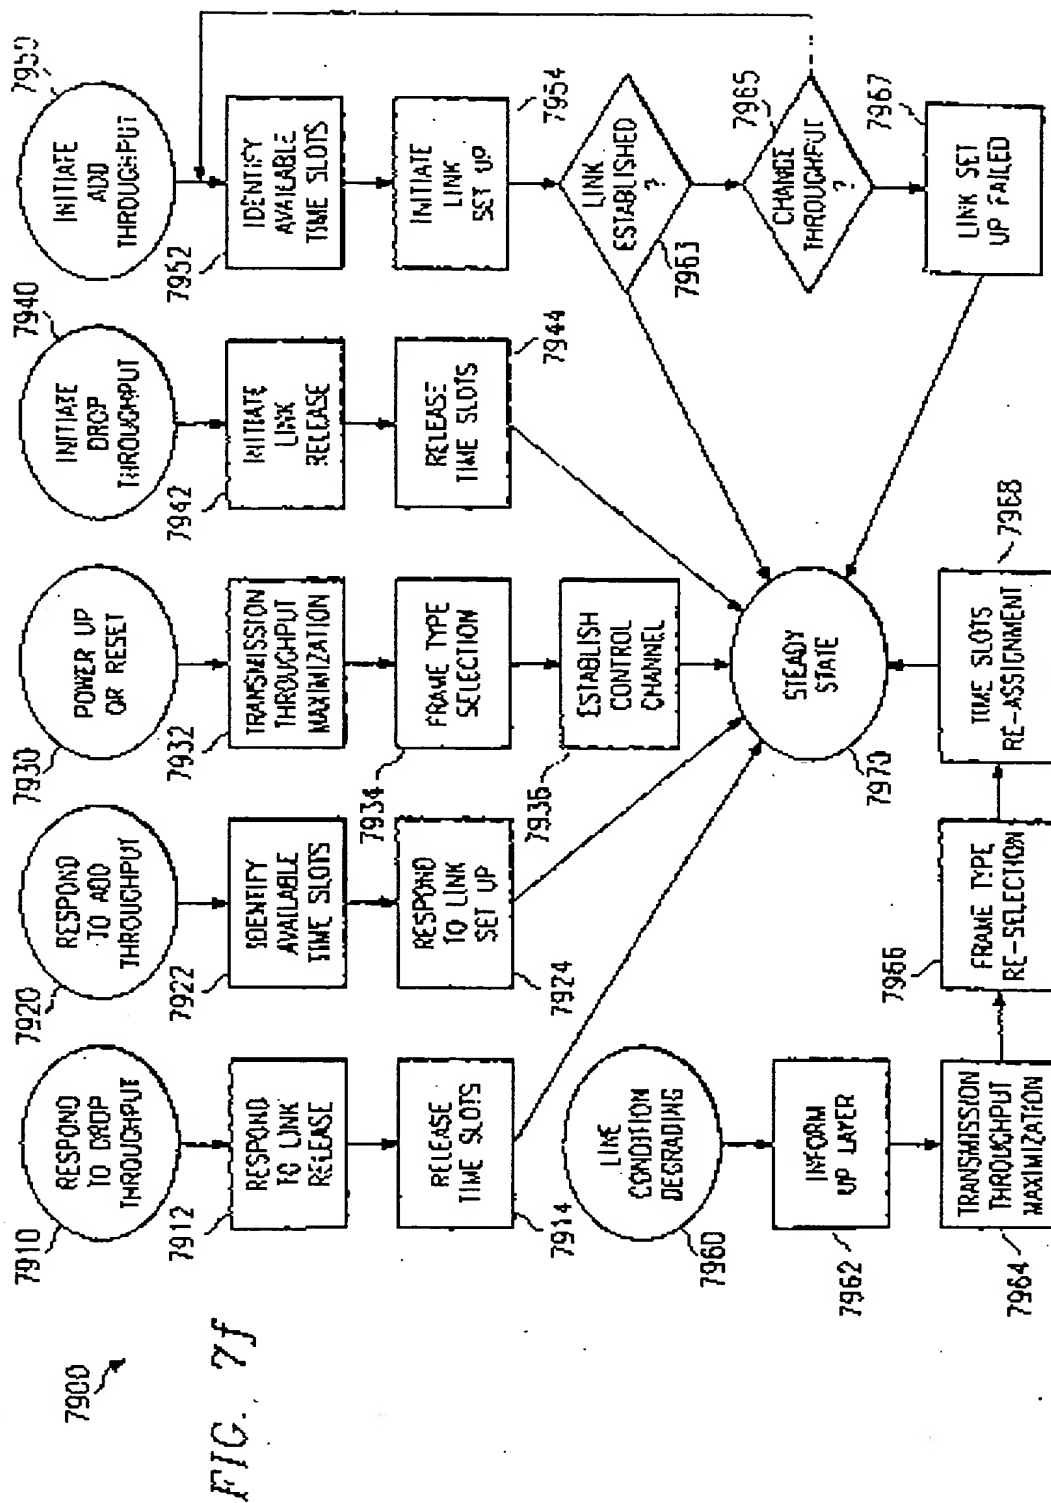 FIG. 7f
7900
7910
RESPOND
TO DROP
THROUGHPUT
7912
RESPOND
TO LINK
RELEASE
7914
RELEASE
TIME SLOTS
7920
RESPOND
TO ADD
THROUGHPUT
7922
IDENTIFY
AVAILABLE
TIME SLOTS
7924
RESPOND
TO LINK
SET UP
7930
POWER UP
OR RESET
7932
TRANSMISSION
THROUGHPUT
MAXIMIZATION
7934
FRAME TYPE
SELECTION
7936
ESTABLISH
CONTROL
CHANNEL
7940
INITIATE
DROP
THROUGHPUT
7942
INITIATE
LINK
RELEASE
7944
RELEASE
TIME SLOTS
7950
INITIATE
ADD
THROUGHPUT
7952
IDENTIFY
AVAILABLE
TIME SLOTS
7954
INITIATE
LINK
SET UP
7963
LINK
ESTABLISHED
?
7965
CHANGE
THROUGHPUT
?
7967
LINK SET
UP FAILED
7960
LINE
CONDITION
DEGRADING
7962
INFORM
UP LAYER
7964
TRANSMISSION
THROUGHPUT
MAXIMIZATION
7966
FRAME TYPE
RE-SELECTION
7968
TIME SLOTS
RE-ASSIGNMENT
7970
STEADY
STATE